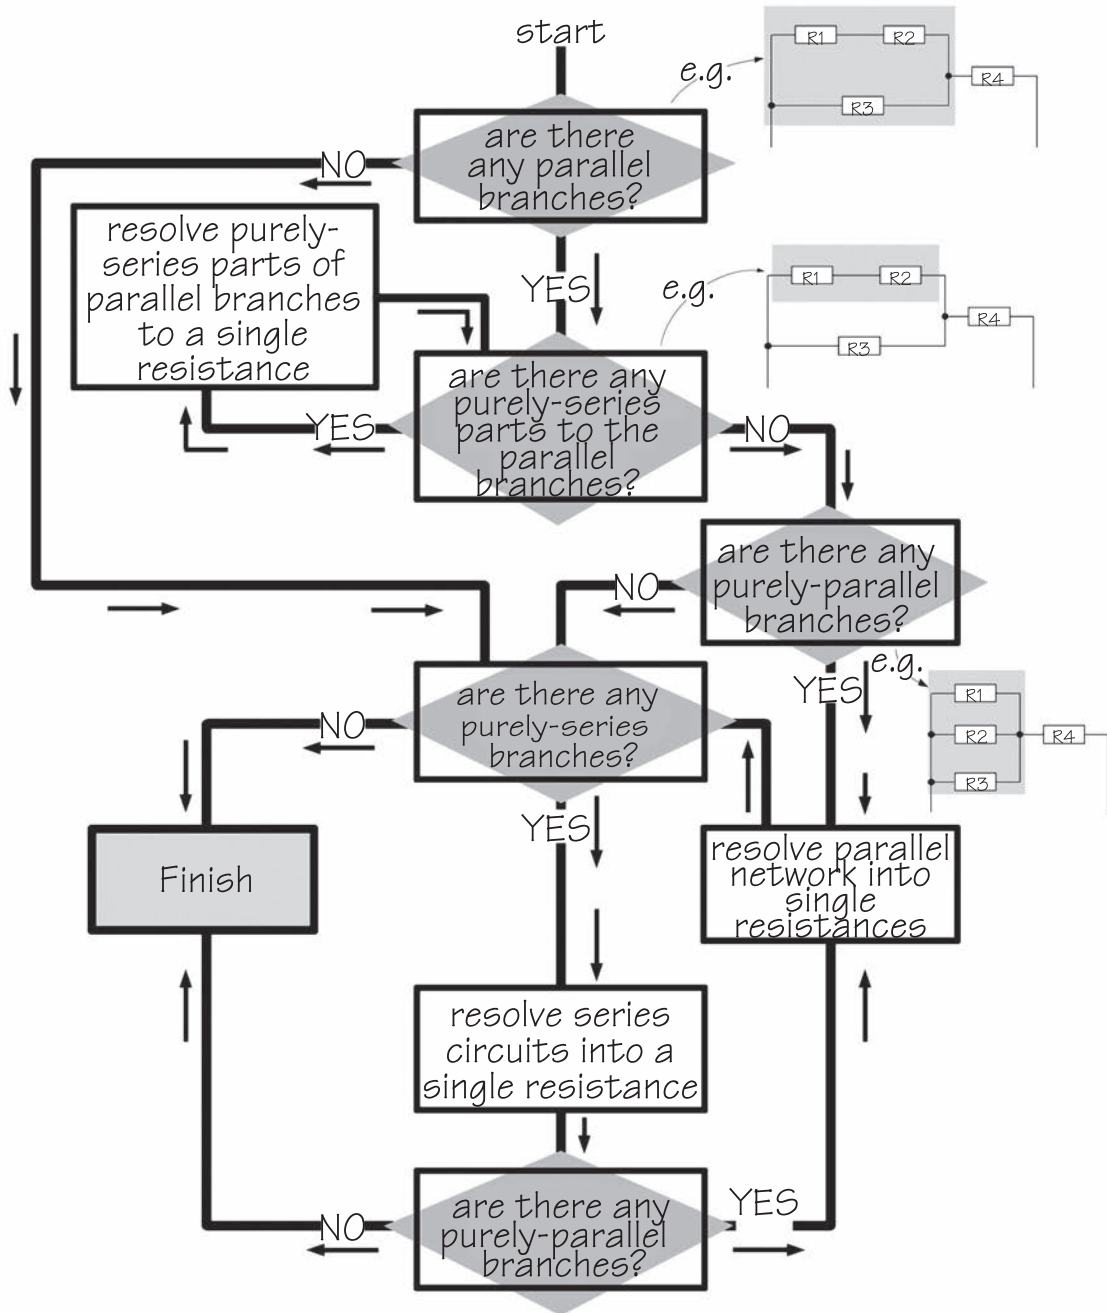 start
e.g.
R1
R2
R3
R4
are there
any parallel
branches?
NO
YES
resolve purely-
series parts of
parallel branches
to a single
resistance
e.g.
R1
R2
R3
R4
are there any
purely-series
parts to the
parallel
branches?
YES
NO
are there any
purely-parallel
branches?
NO
YES
e.g.
R1
R2
R3
R4
are there any
purely-series
branches?
NO
YES
Finish
resolve parallel
network into
single
resistances
resolve series
circuits into a
single resistance
are there any
purely-parallel
branches?
NO
YES